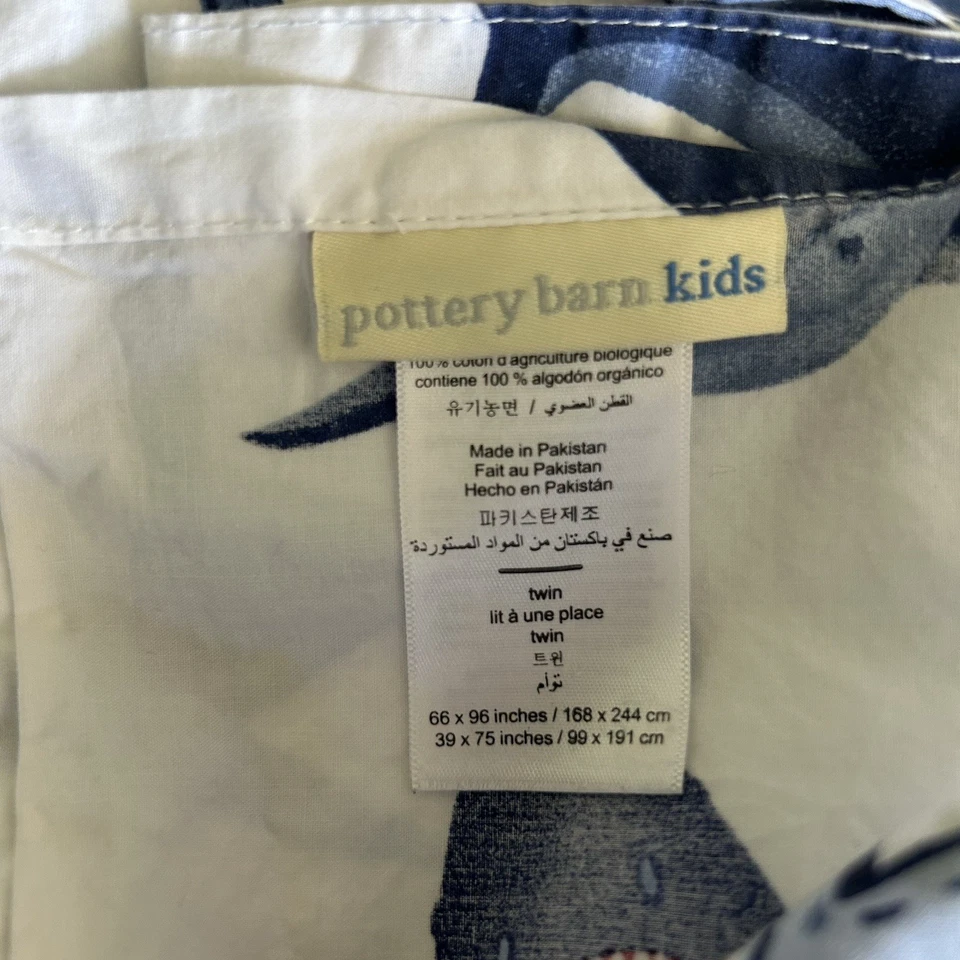 pottery barn kids
100% coton d'agriculture biologique
contiene 100 % algodón orgánico
유기농면 / القطن العضوي
Made in Pakistan
Fait au Pakistan
Hecho en Pakistán
파키스탄제조
صنع في باكستان من المواد المستوردة
twin
lit à une place
twin
트윈
توأم
66 x 96 inches / 168 x 244 cm
39 x 75 inches / 99 x 191 cm